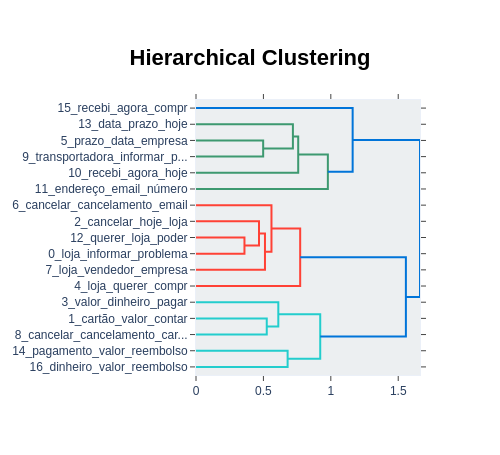 Hierarchical Clustering
15_recebi_agora_compr
13_data_prazo_hoje
5_prazo_data_empresa
9_transportadora_informar_p...
10_recebi_agora_hoje
11_endereço_email_número
6_cancelar_cancelamento_email
2_cancelar_hoje_loja
12_querer_loja_poder
0_loja_informar_problema
7_loja_vendedor_empresa
4_loja_querer_compr
3_valor_dinheiro_pagar
1_cartão_valor_contar
8_cancelar_cancelamento_car...
14_pagamento_valor_reembolso
16_dinheiro_valor_reembolso
0 0.5 1 1.5